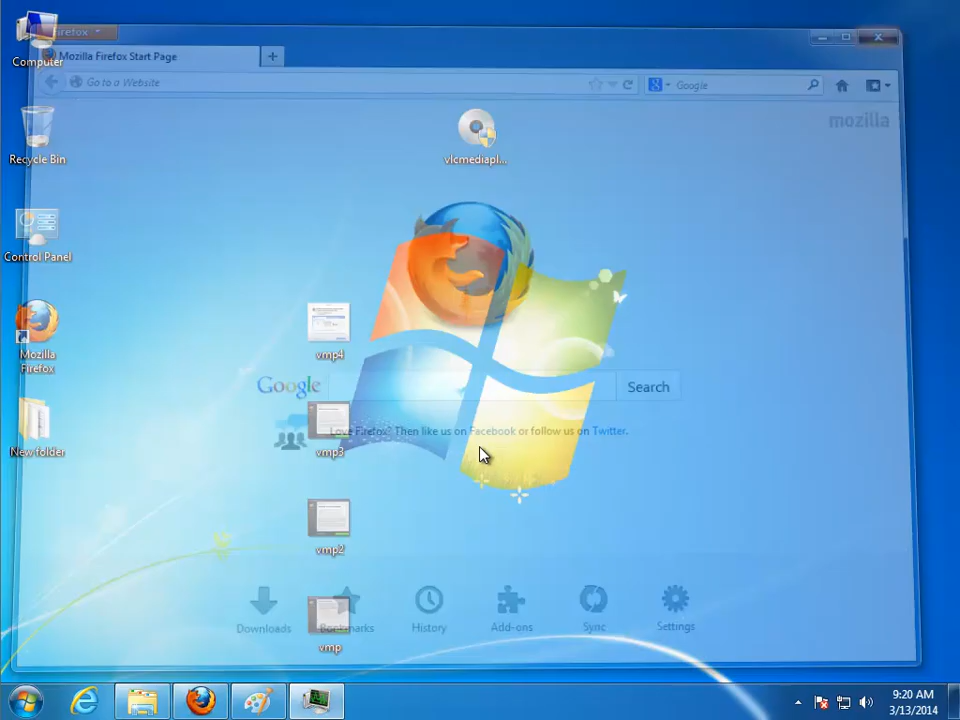 Firefox
Computer
Mozilla Firefox Start Page
+
Go to a Website
Google
mozilla
Recycle Bin
vlcmediapl...
Control Panel
Mozilla
Firefox
vmp4
Google
Search
Love Firefox? Then like us on Facebook or follow us on Twitter.
New folder
vmp3
vmp2
Downloads
Bookmarks
History
Add-ons
Sync
Settings
vmp
9:20 AM
3/13/2014